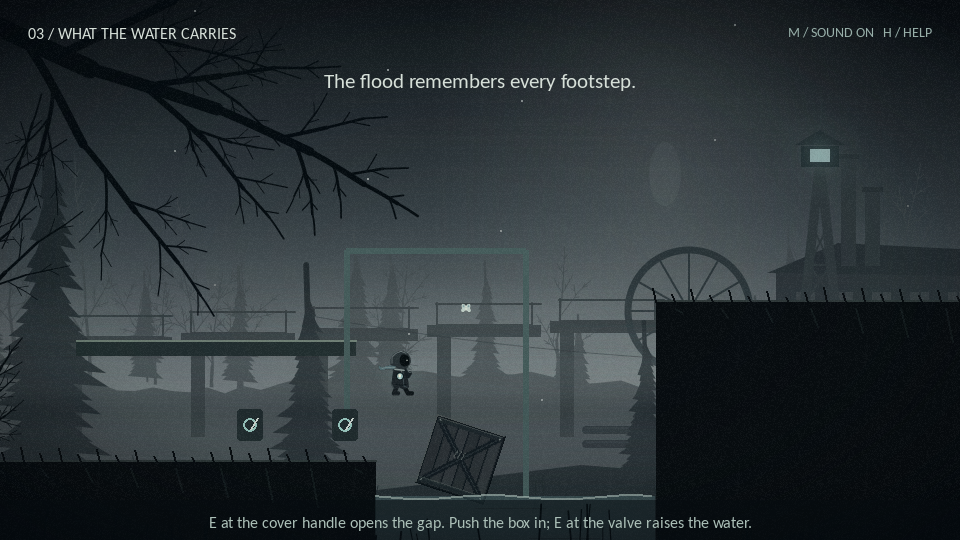 03 / WHAT THE WATER CARRIES
M / SOUND ON H / HELP
The flood remembers every footstep.
E at the cover handle opens the gap. Push the box in; E at the valve raises the water.